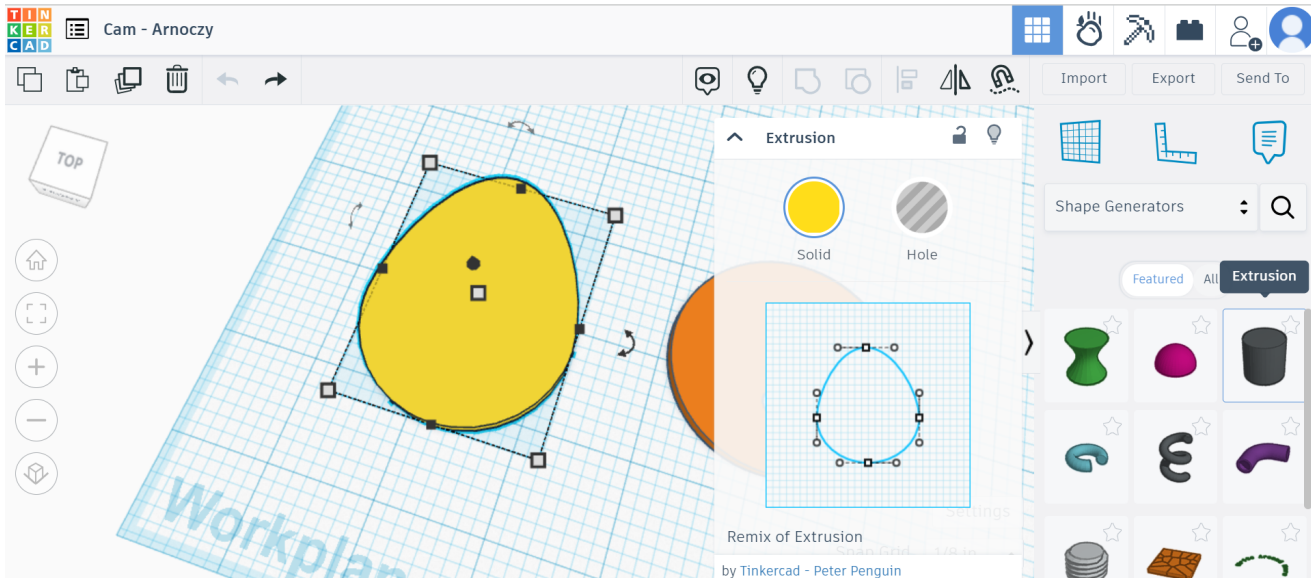 TIN
KER
CAD
Cam - Arnoczy
Import
Export
Send To
TOP
Extrusion
Shape Generators
Solid
Hole
Featured
All
Extrusion
Workplan
Settings
Remix of Extrusion
Snap Grid 1/8 in
by Tinkercad - Peter Penguin